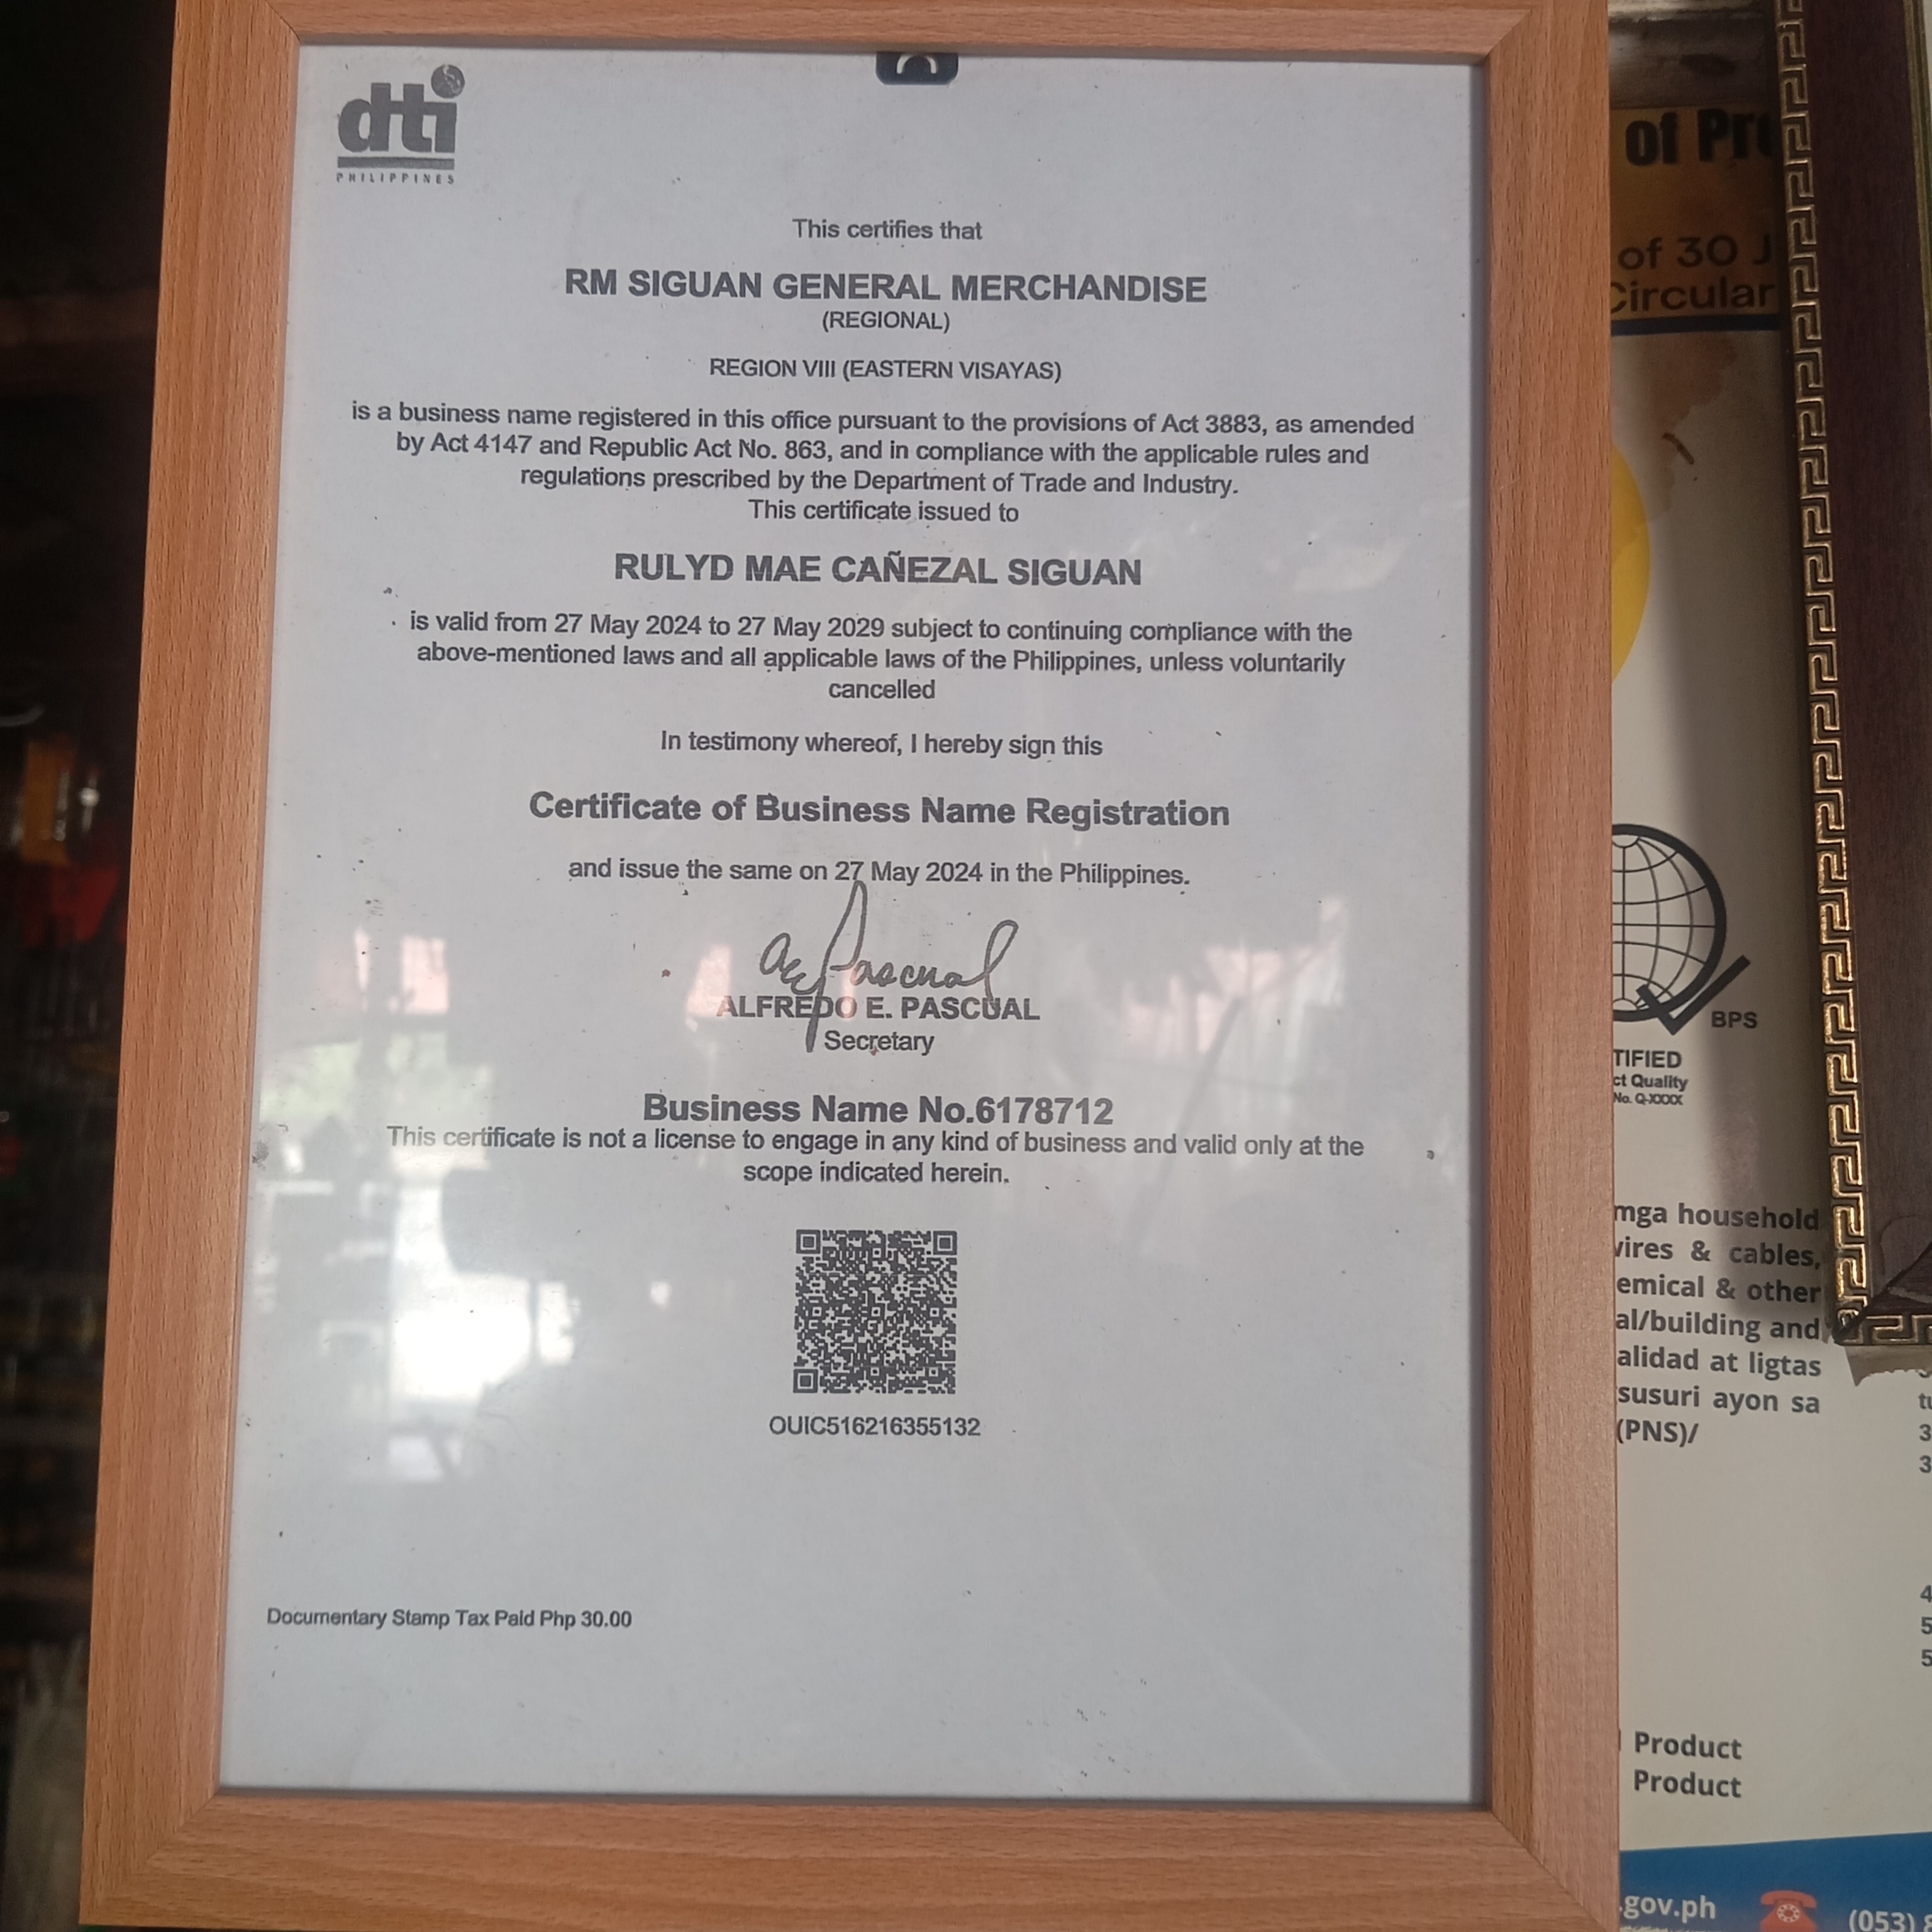 dti
PHILIPPINES
This certifies that
RM SIGUAN GENERAL MERCHANDISE
(REGIONAL)
REGION VIII (EASTERN VISAYAS)
is a business name registered in this office pursuant to the provisions of Act 3883, as amended
by Act 4147 and Republic Act No. 863, and in compliance with the applicable rules and
regulations prescribed by the Department of Trade and Industry.
This certificate issued to
RULYD MAE CAÑEZAL SIGUAN
is valid from 27 May 2024 to 27 May 2029 subject to continuing compliance with the
above-mentioned laws and all applicable laws of the Philippines, unless voluntarily
cancelled
In testimony whereof, I hereby sign this
Certificate of Business Name Registration
and issue the same on 27 May 2024 in the Philippines.
ALFREDO E. PASCUAL
Secretary
Business Name No.6178712
This certificate is not a license to engage in any kind of business and valid only at the
scope indicated herein.
OUIC516216355132
Documentary Stamp Tax Paid Php 30.00
of
of 30 J
Circular
BPS
TIFIED
ct Quality
No. Q-XXXX
mga household
wires & cables,
emical & other
al/building and
alidad at ligtas
susuri ayon sa
(PNS)/
Product
Product
.gov.ph
(053)